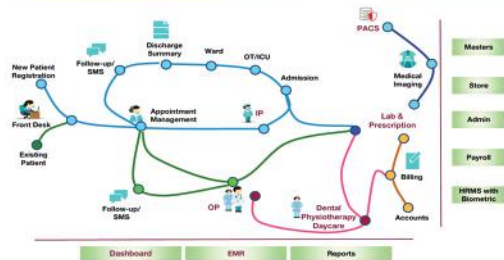 PACS
Discharge
Summary
Ward
OT/ICU
Follow-up/
SMS
Masters
New Patient
Registration
Admission
Medical
Imaging
Store
Front Desk
Appointment
Management
IP
Lab &
Prescription
Admin
Existing
Patient
Billing
Payroll
Follow-up/
SMS
OP
Dental
Physiotherapy
Daycare
Accounts
HRMS with
Biometric
Dashboard
EMR
Reports